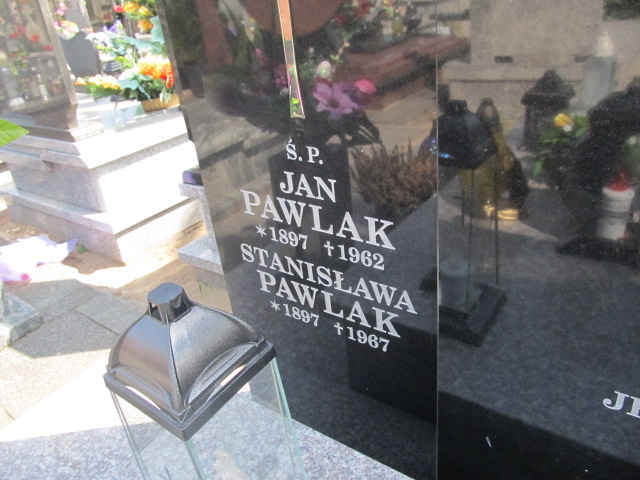 Ś.P.
JAN
PAWLAK
*1897 †1962
STANISŁAWA
PAWLAK
*1897 †1967